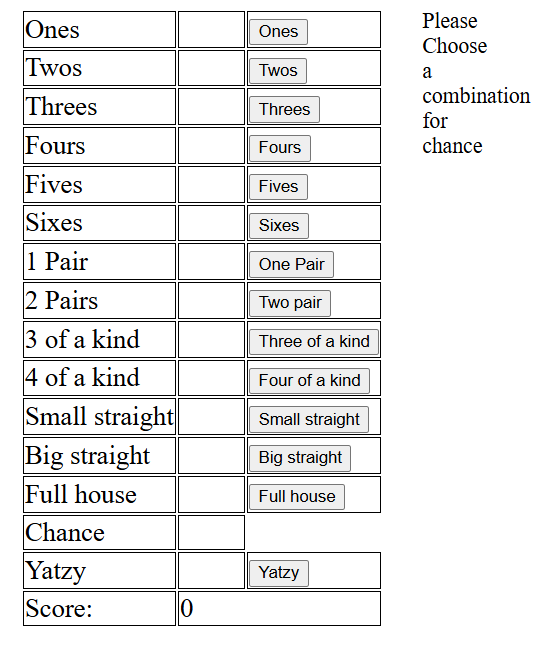 Ones Ones
Twos Twos
Threes Threes
Fours Fours
Fives Fives
Sixes Sixes
1 Pair One Pair
2 Pairs Two pair
3 of a kind Three of a kind
4 of a kind Four of a kind
Small straight Small straight
Big straight Big straight
Full house Full house
Chance
Yatzy Yatzy
Score: 0
Please
Choose
a
combination
for
chance